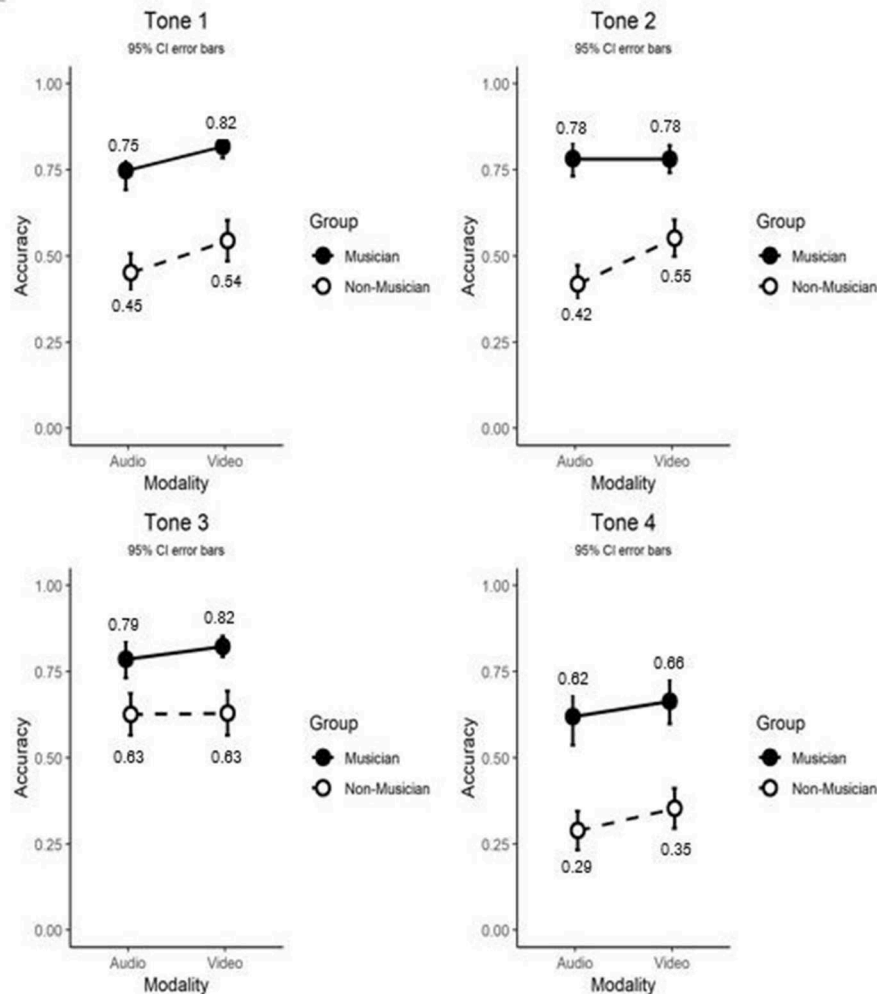 Tone 1
95% CI error bars
1.00
0.75
0.50
0.25
0.00
Accuracy
0.75
0.82
0.45
0.54
Audio
Video
Modality
Group
Musician
Non-Musician
Tone 2
95% CI error bars
1.00
0.75
0.50
0.25
0.00
Accuracy
0.78
0.78
0.42
0.55
Audio
Video
Modality
Group
Musician
Non-Musician
Tone 3
95% CI error bars
1.00
0.75
0.50
0.25
0.00
Accuracy
0.79
0.82
0.63
0.63
Audio
Video
Modality
Group
Musician
Non-Musician
Tone 4
95% CI error bars
1.00
0.75
0.50
0.25
0.00
Accuracy
0.62
0.66
0.29
0.35
Audio
Video
Modality
Group
Musician
Non-Musician